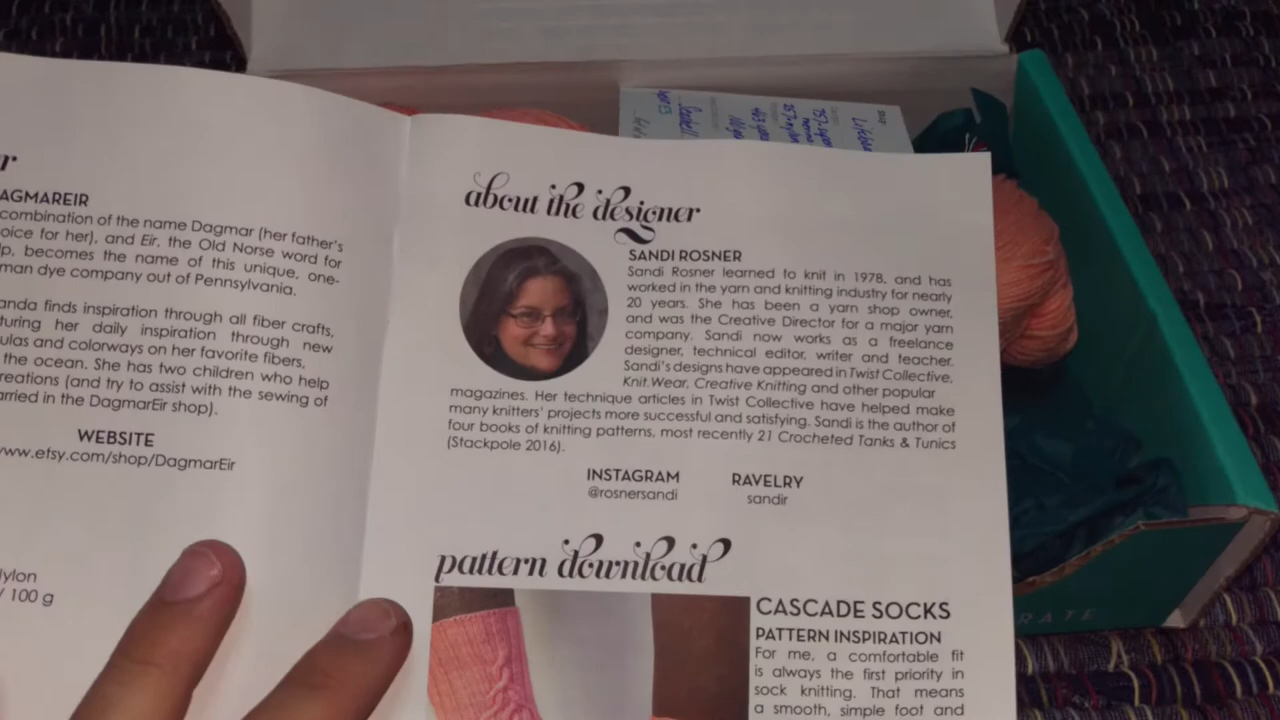 AGMAREIR
combination of the name Dagmar (her father's
oice for her), and Eir, the Old Norse word for
lp, becomes the name of this unique, one-
man dye company out of Pennsylvania.
anda finds inspiration through all fiber crafts,
turing her daily inspiration through new
ulas and colorways on her favorite fibers,
the ocean. She has two children who help
reations (and try to assist with the sewing of
arried in the DagmarEir shop).
WEBSITE
www.etsy.com/shop/DagmarEir
ylon
/ 100 g
about the designer
SANDI ROSNER
Sandi Rosner learned to knit in 1978, and has
worked in the yarn and knitting industry for nearly
20 years. She has been a yarn shop owner,
and was the Creative Director for a major yarn
company. Sandi now works as a freelance
designer, technical editor, writer and teacher.
Sandi's designs have appeared in Twist Collective,
Knit.Wear, Creative Knitting and other popular
magazines. Her technique articles in Twist Collective have helped make
many knitters' projects more successful and satisfying. Sandi is the author of
four books of knitting patterns, most recently 21 Crocheted Tanks & Tunics
(Stackpole 2016).
INSTAGRAM
@rosnersandi
RAVELRY
sandir
pattern download
CASCADE SOCKS
PATTERN INSPIRATION
For me, a comfortable fit
is always the first priority in
sock knitting. That means
a smooth, simple foot and
RATE